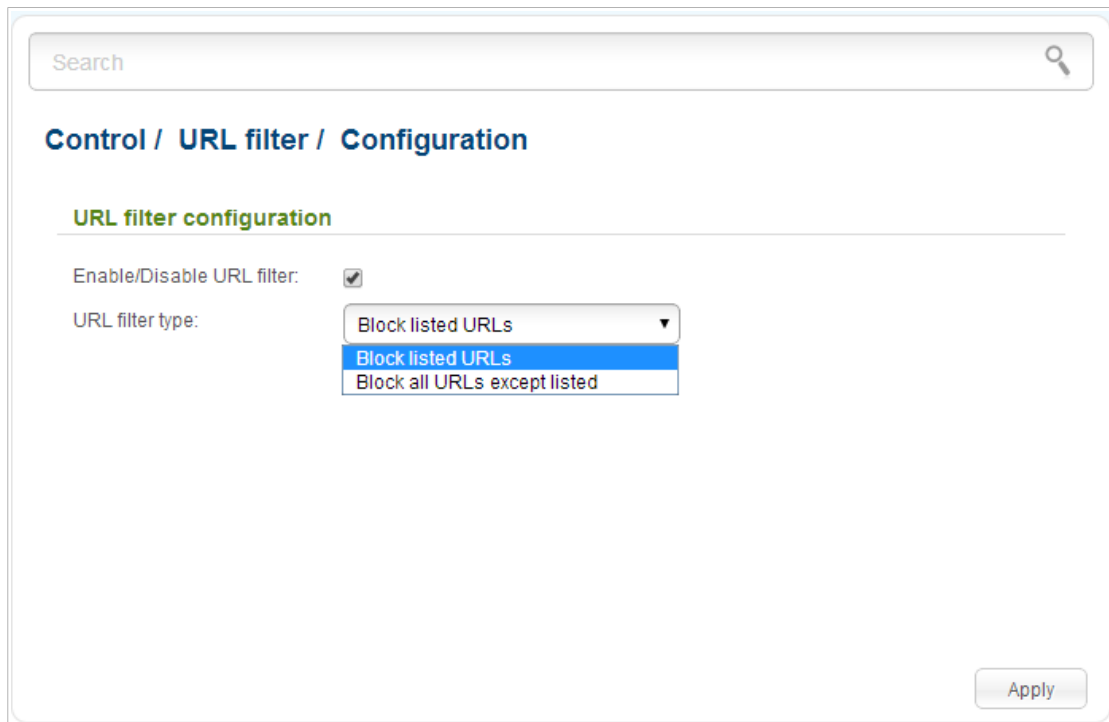 Search
Control / URL filter / Configuration
URL filter configuration
Enable/Disable URL filter:
URL filter type: Block listed URLs
Block listed URLs
Block all URLs except listed
Apply